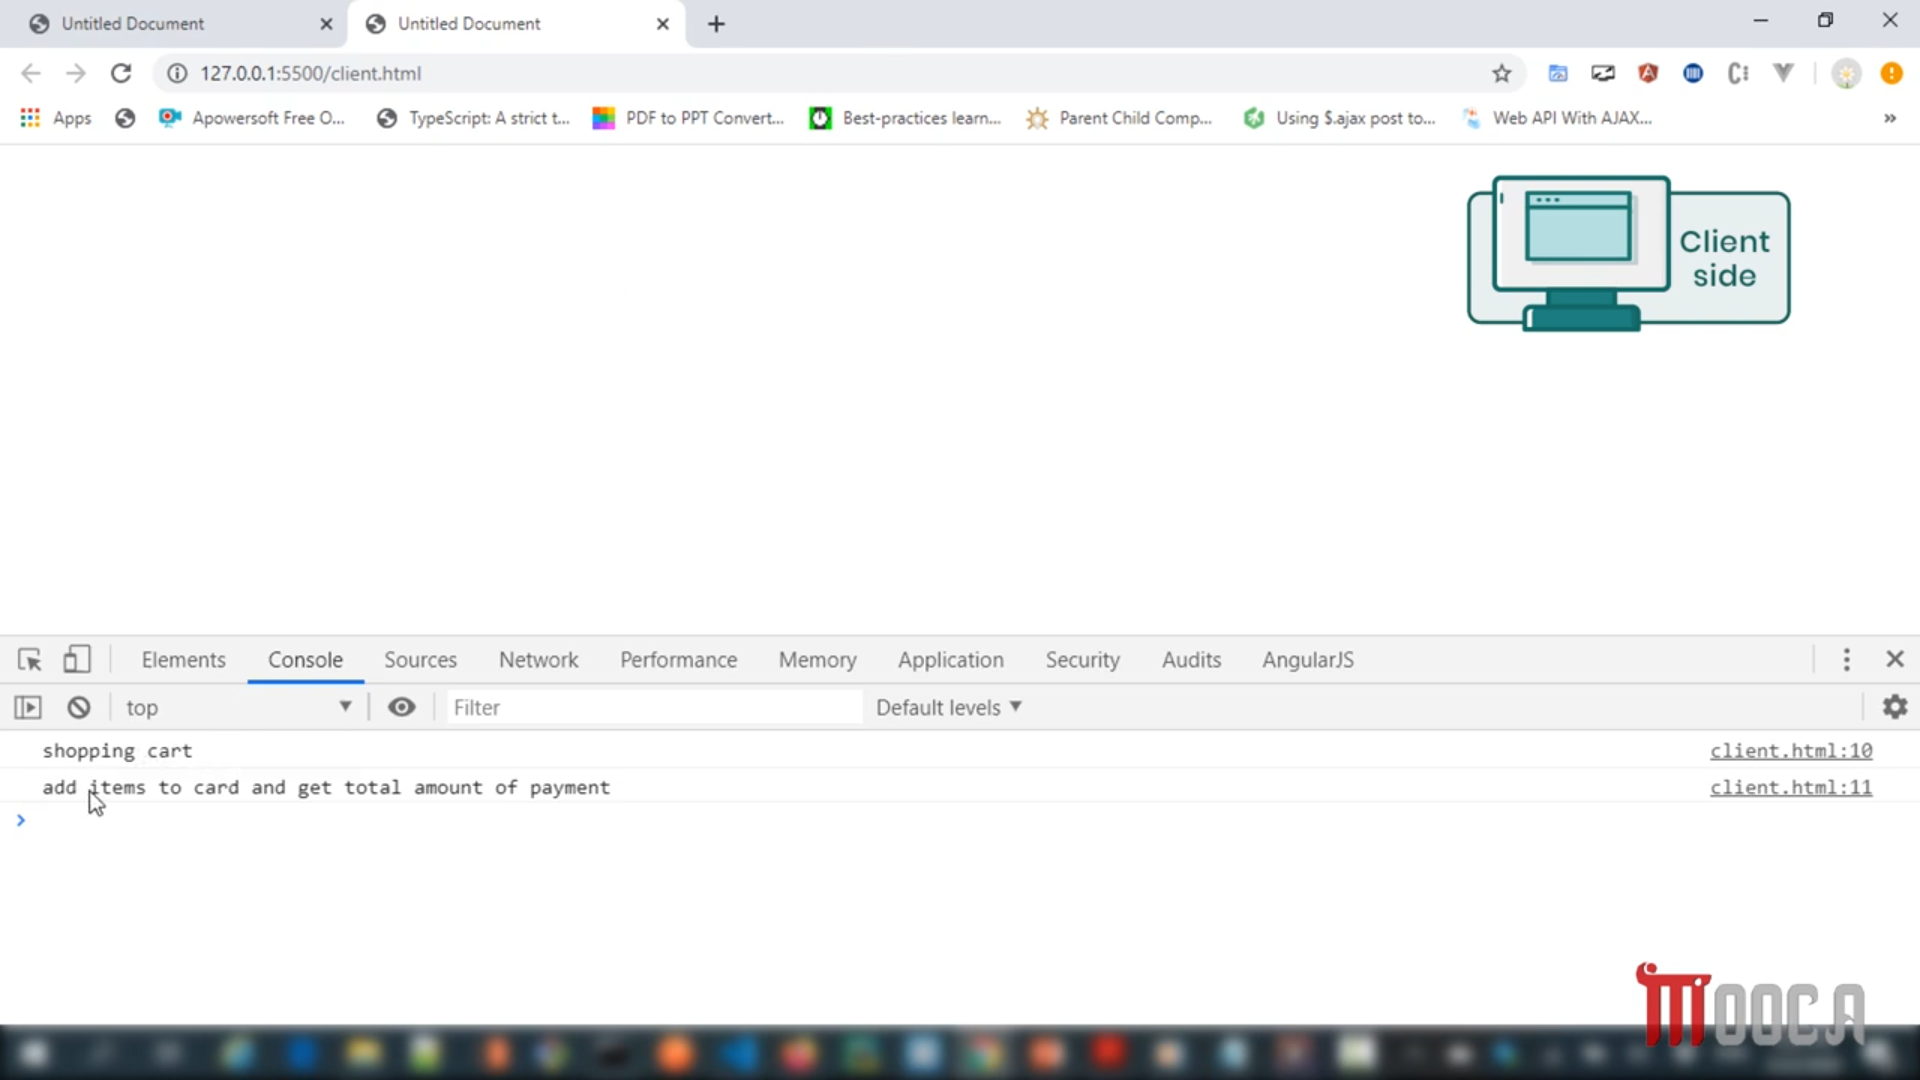 Untitled Document
Untitled Document
127.0.0.1:5500/client.html
Apps
Apowersoft Free O...
TypeScript: A strict t...
PDF to PPT Convert...
Best-practices learn...
Parent Child Comp...
Using $.ajax post to...
Web API With AJAX...
»
Client
side
Elements
Console
Sources
Network
Performance
Memory
Application
Security
Audits
AngularJS
top
Filter
Default levels
shopping cart
client.html:10
add items to card and get total amount of payment
client.html:11
MOOCA